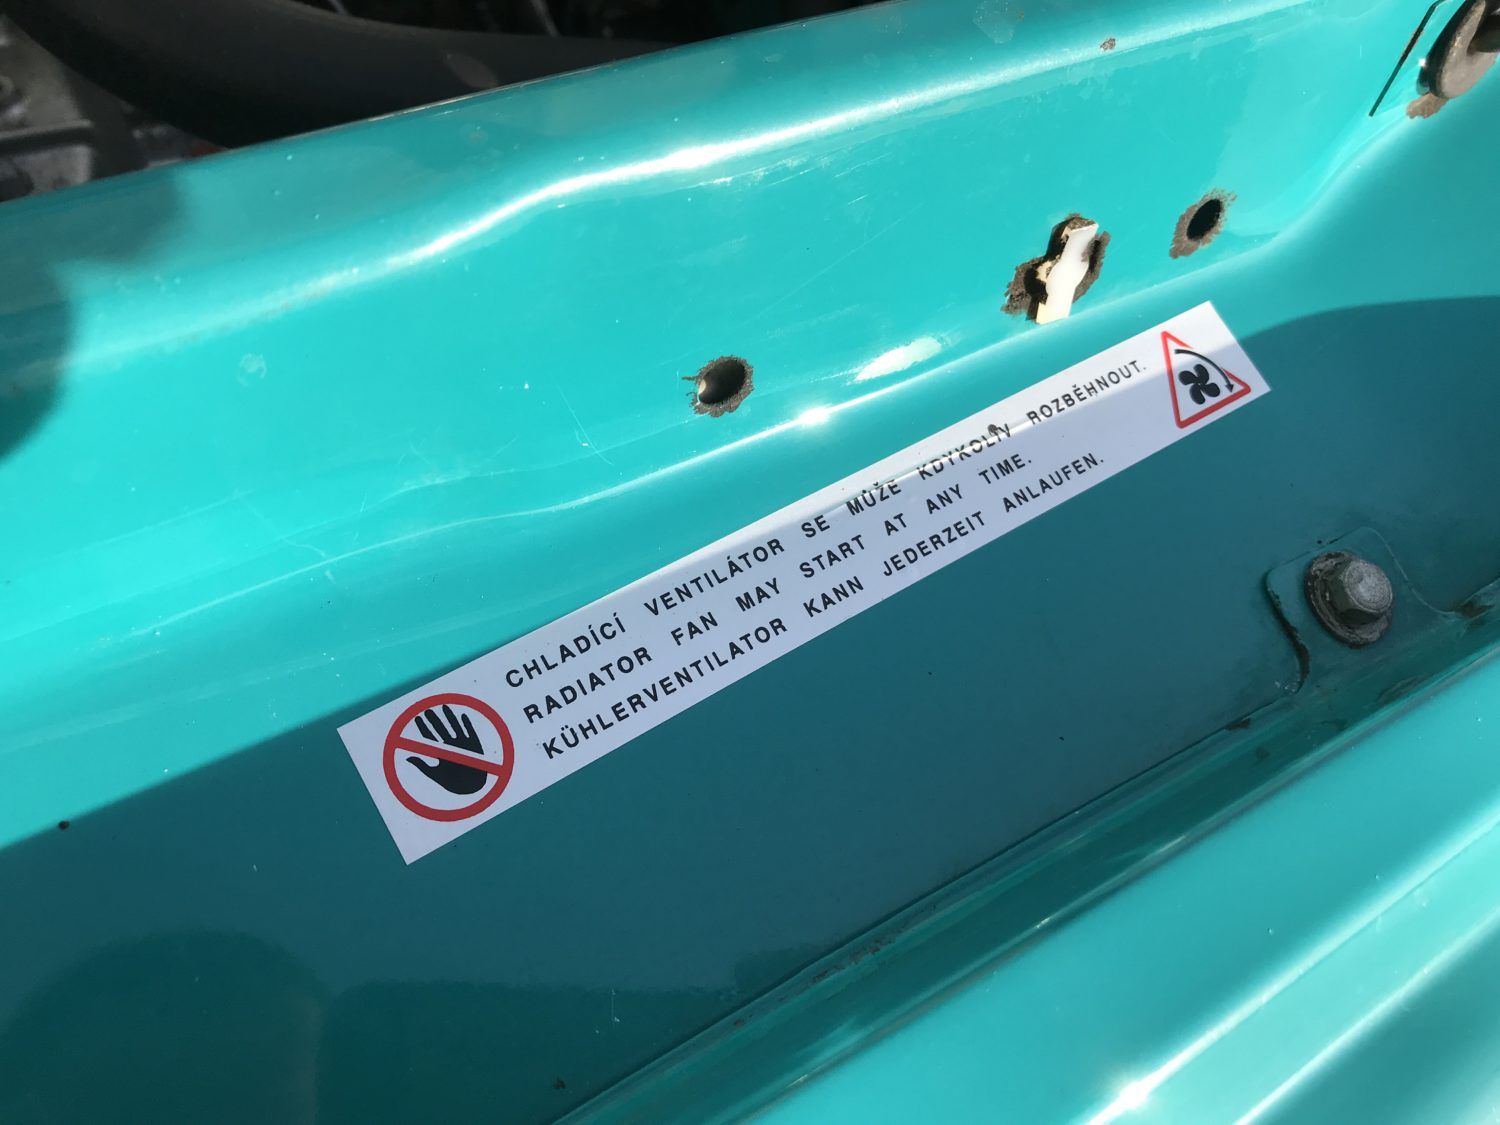 CHLADÍCÍ VENTILÁTOR SE MŮŽE KDYKOLIV ROZBĚHNOUT.
RADIATOR FAN MAY START AT ANY TIME.
KÜHLERVENTILATOR KANN JEDERZEIT ANLAUFEN.